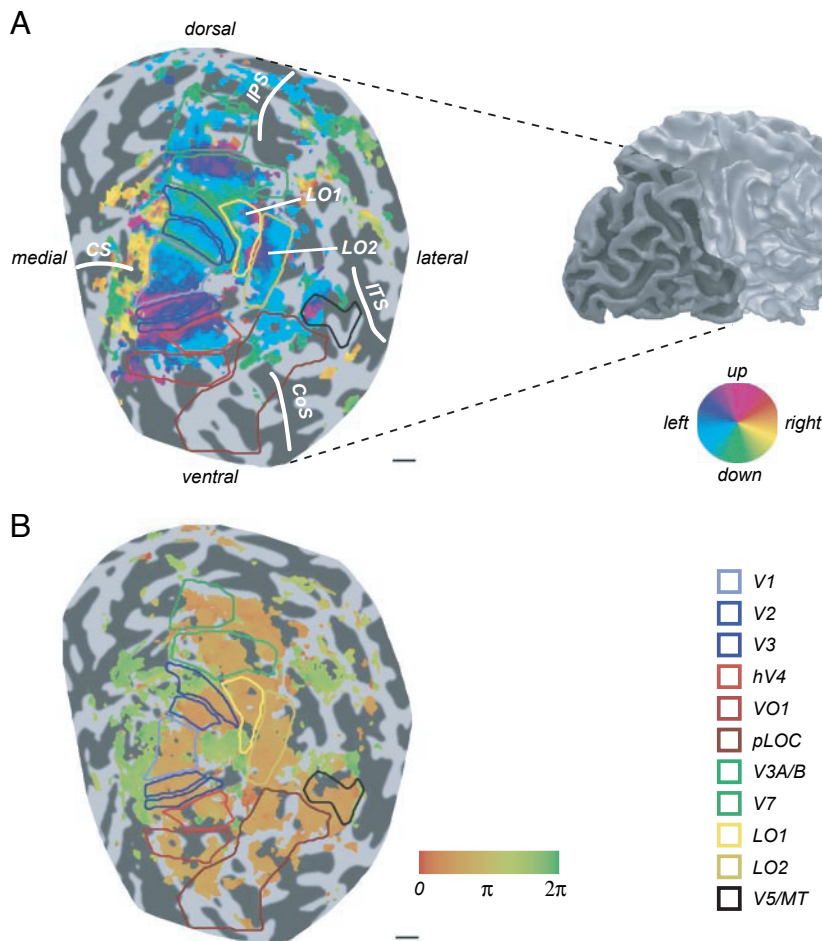 A
dorsal
IPS
LO1
LO2
medial
CS
lateral
ITS
CoS
ventral
up
left
right
down
B
0
π
2π
V1
V2
V3
hV4
VO1
pLOC
V3A/B
V7
LO1
LO2
V5/MT